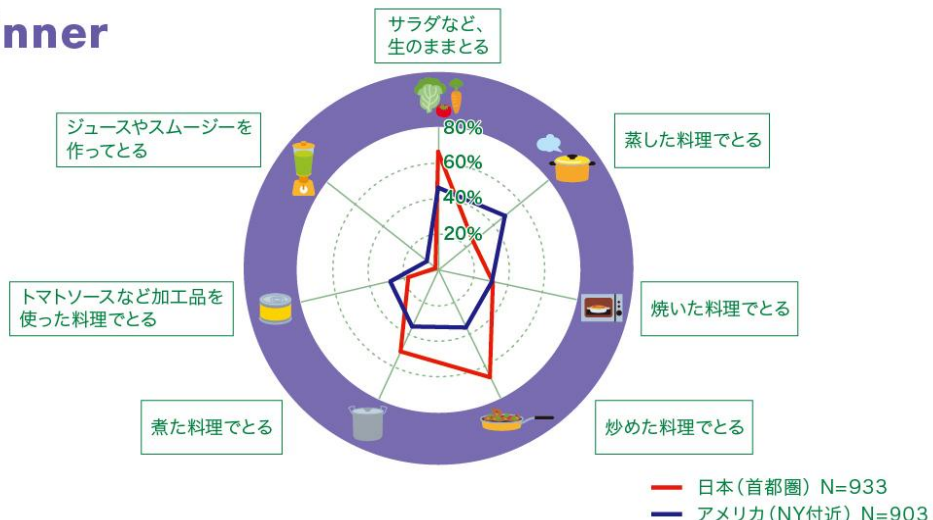 nner
サラダなど、
生のままとる
ジュースやスムージーを
作ってとる
蒸した料理でとる
80%
60%
40%
20%
トマトソースなど加工品を
使った料理でとる
焼いた料理でとる
煮た料理でとる
炒めた料理でとる
日本（首都圏） N=933
アメリカ（NY付近） N=903